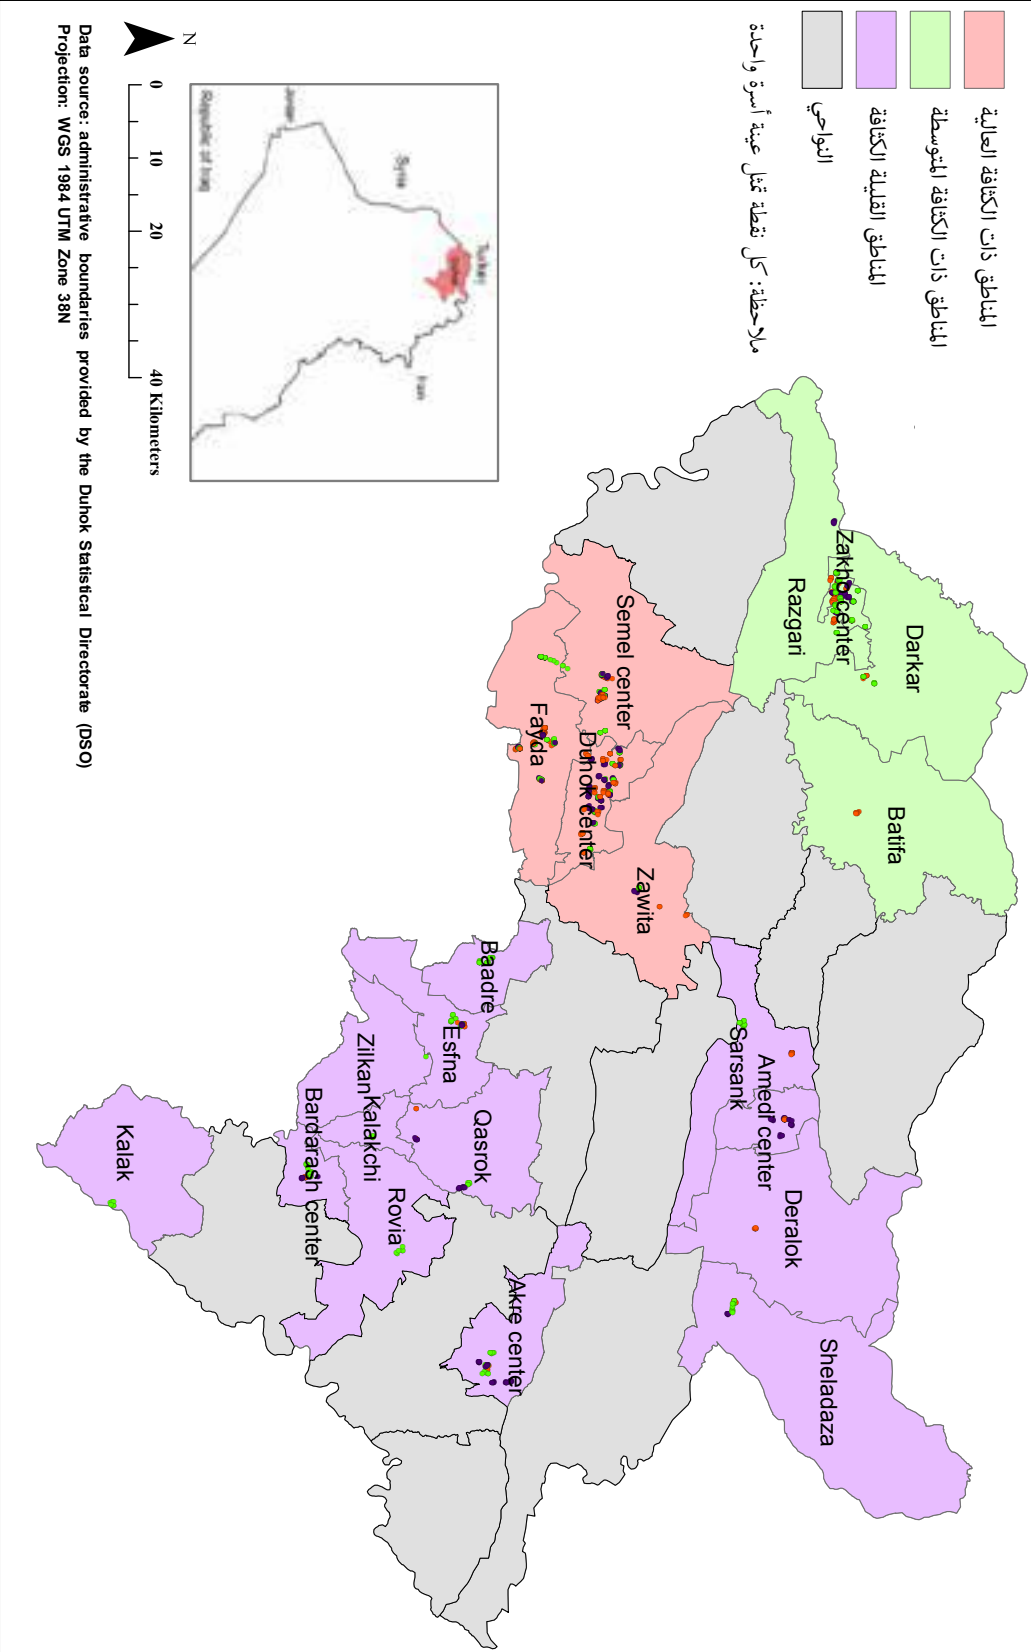 المناطق ذات الكثافة العالية
المناطق ذات الكثافة المتوسطة
المناطق القليلة الكثافة
النواحي
ملاحظة: كل نقطة تمثل عينة أسرة واحدة
Zakho center
Darkar
Razgari
Batifa
Semel center
Fayda
Duhok center
Zawita
Baadre
Esfna
Zilkan
Kalakchi
Bardarash center
Qasrok
Rovia
Kalak
Sarsank
Amedi center
Deralok
Sheladaza
Akre center
Turkey
Syria
Iran
Jordan
Republic of Iraq
N
0 10 20 40 Kilometers
Data source: administrative boundaries provided by the Duhok Statistical Directorate (DSO)
Projection: WGS 1984 UTM Zone 38N